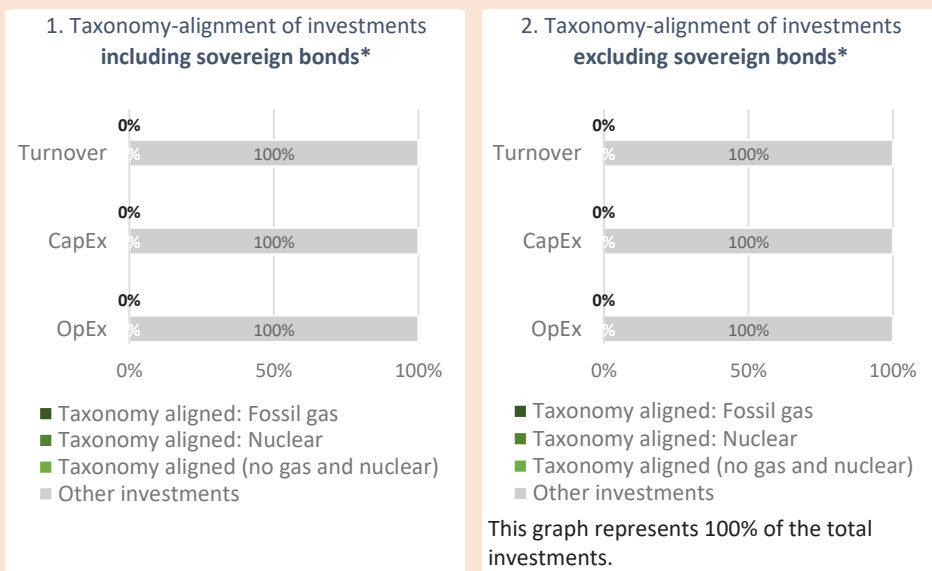 1. Taxonomy-alignment of investments
including sovereign bonds*
0%
Turnover
% 100%
0%
CapEx
% 100%
0%
OpEx
% 100%
0% 50% 100%
Taxonomy aligned: Fossil gas
Taxonomy aligned: Nuclear
Taxonomy aligned (no gas and nuclear)
Other investments
2. Taxonomy-alignment of investments
excluding sovereign bonds*
0%
Turnover
% 100%
0%
CapEx
% 100%
0%
OpEx
% 100%
0% 50% 100%
Taxonomy aligned: Fossil gas
Taxonomy aligned: Nuclear
Taxonomy aligned (no gas and nuclear)
Other investments
This graph represents 100% of the total
investments.